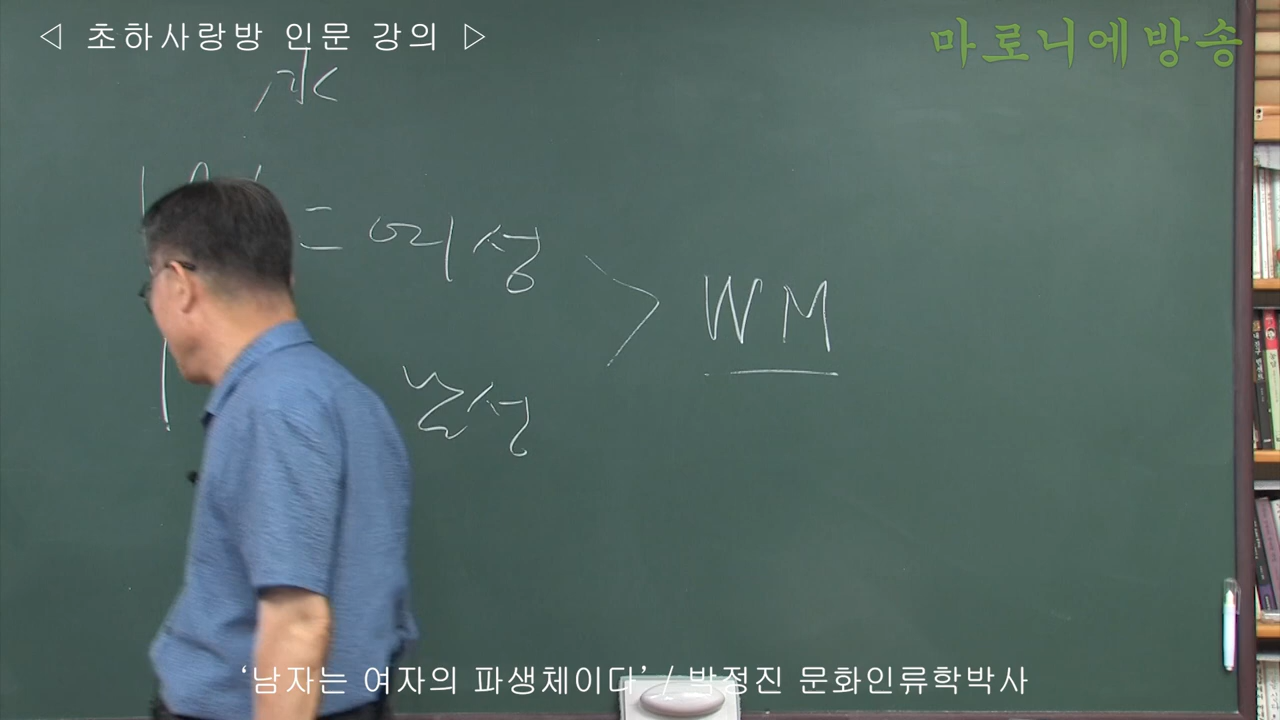 ◁ 초하사랑방 인문 강의 ▷
마로니에방송
水
= 여성
> WM
남성
‘남자는 여자의 파생체이다’ / 박정진 문화인류학박사